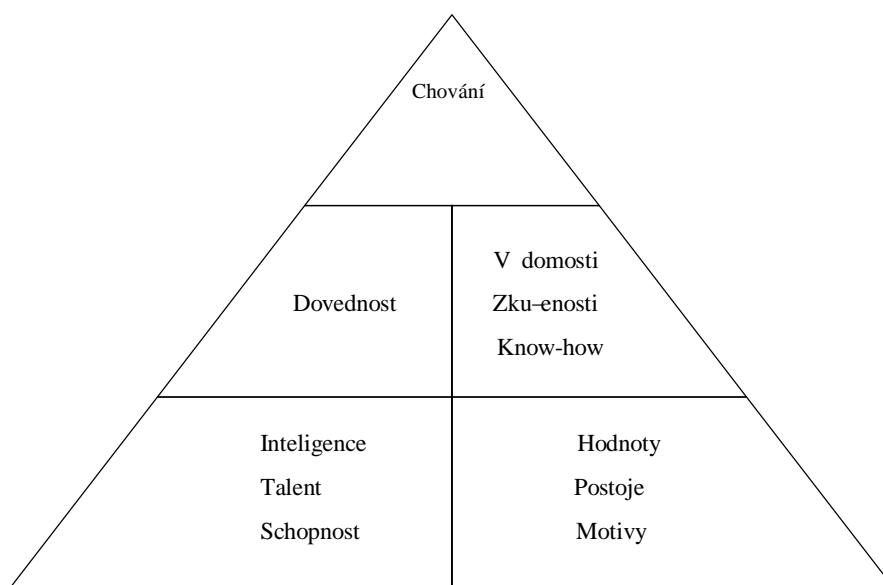 Chování
Dovednost
V domosti
Zku–enosti
Know-how
Inteligence
Talent
Schopnost
Hodnoty
Postoje
Motivy